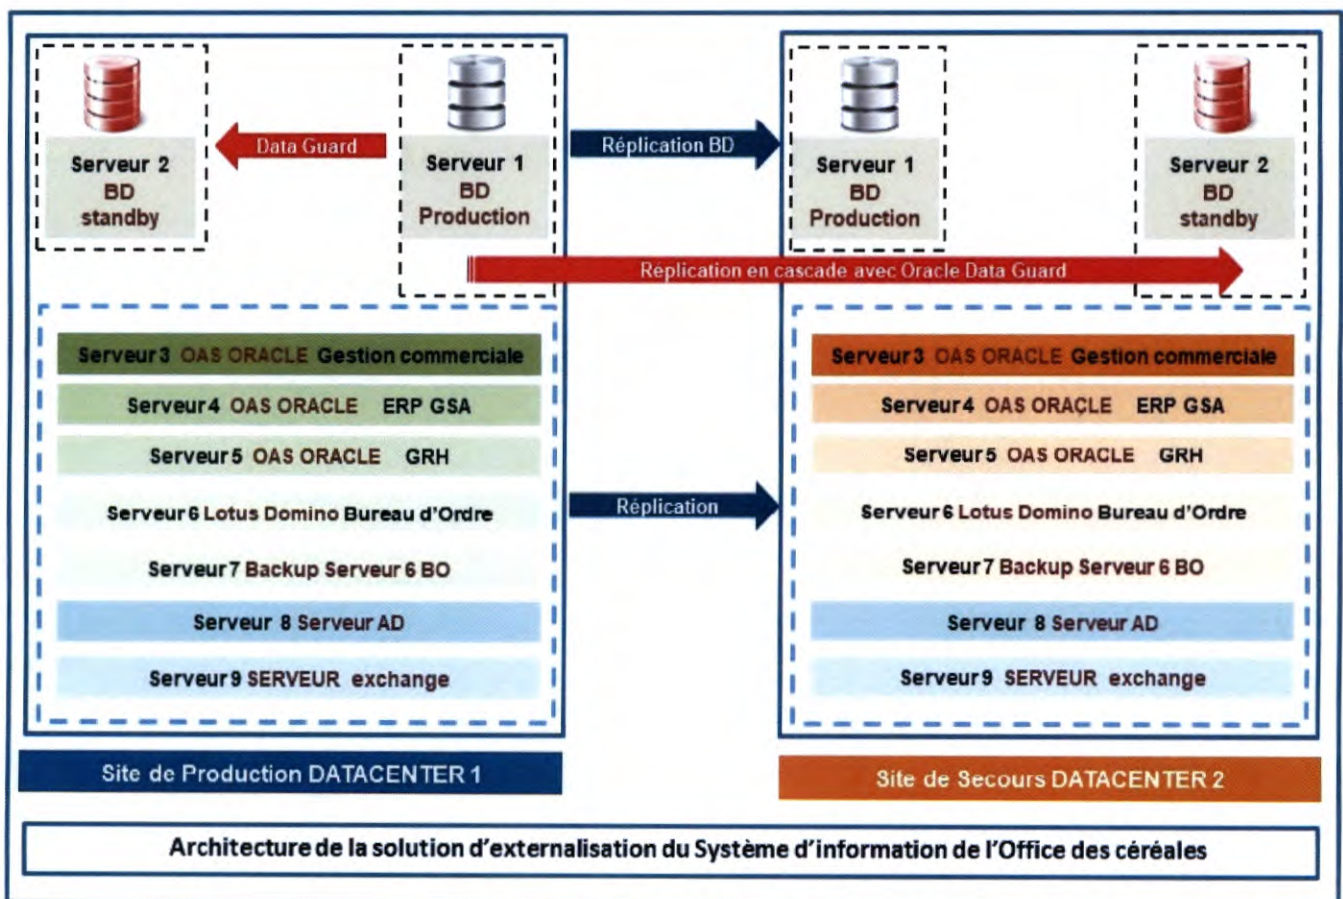 Serveur 2
BD
standby
Data Guard
Serveur 1
BD
Production
Réplication BD
Serveur 1
BD
Production
Serveur 2
BD
standby
Réplication en cascade avec Oracle Data Guard
Serveur 3 OAS ORACLE Gestion commerciale
Serveur 4 OAS ORACLE ERP GSA
Serveur 5 OAS ORACLE GRH
Serveur 6 Lotus Domino Bureau d'Ordre
Serveur 7 Backup Serveur 6 BO
Serveur 8 Serveur AD
Serveur 9 SERVEUR exchange
Réplication
Serveur 3 OAS ORACLE Gestion commerciale
Serveur 4 OAS ORACLE ERP GSA
Serveur 5 OAS ORACLE GRH
Serveur 6 Lotus Domino Bureau d'Ordre
Serveur 7 Backup Serveur 6 BO
Serveur 8 Serveur AD
Serveur 9 SERVEUR exchange
Site de Production DATACENTER 1
Site de Secours DATACENTER 2
Architecture de la solution d'externalisation du Système d'information de l'Office des céréales